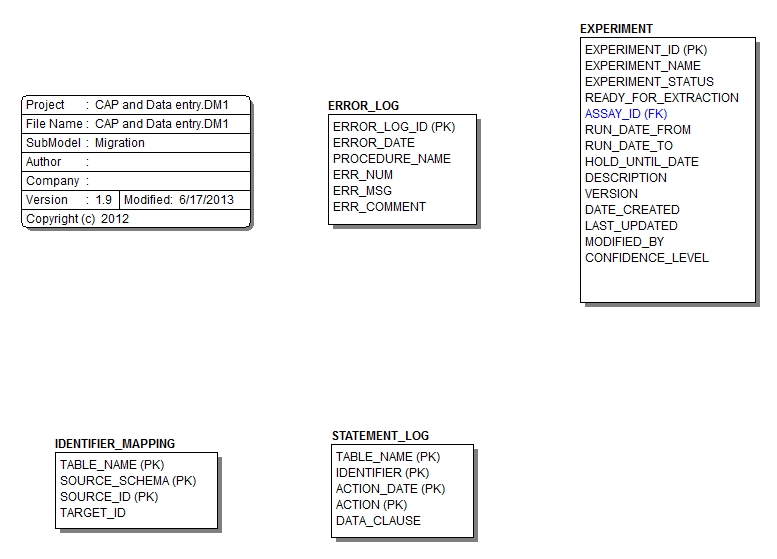 EXPERIMENT
EXPERIMENT_ID (PK)
EXPERIMENT_NAME
EXPERIMENT_STATUS
READY_FOR_EXTRACTION
ASSAY_ID (FK)
RUN_DATE_FROM
RUN_DATE_TO
HOLD_UNTIL_DATE
DESCRIPTION
VERSION
DATE_CREATED
LAST_UPDATED
MODIFIED_BY
CONFIDENCE_LEVEL
Project : CAP and Data entry.DM1
File Name : CAP and Data entry.DM1
SubModel : Migration
Author :
Company :
Version : 1.9 Modified: 6/17/2013
Copyright (c) 2012
ERROR_LOG
ERROR_LOG_ID (PK)
ERROR_DATE
PROCEDURE_NAME
ERR_NUM
ERR_MSG
ERR_COMMENT
IDENTIFIER_MAPPING
TABLE_NAME (PK)
SOURCE_SCHEMA (PK)
SOURCE_ID (PK)
TARGET_ID
STATEMENT_LOG
TABLE_NAME (PK)
IDENTIFIER (PK)
ACTION_DATE (PK)
ACTION (PK)
DATA_CLAUSE